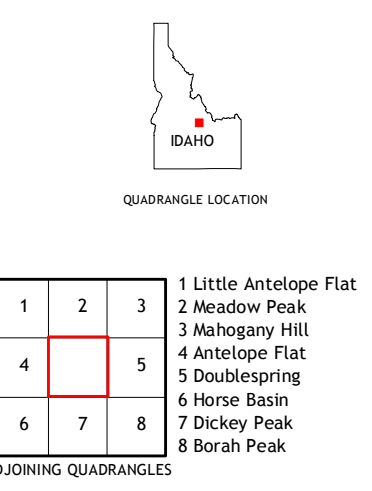 IDAHO
QUADRANGLE LOCATION
1 2 3
4 5
6 7 8
1 Little Antelope Flat
2 Meadow Peak
3 Mahogany Hill
4 Antelope Flat
5 Doublespring
6 Horse Basin
7 Dickey Peak
8 Borah Peak
DJOINING QUADRANGLES